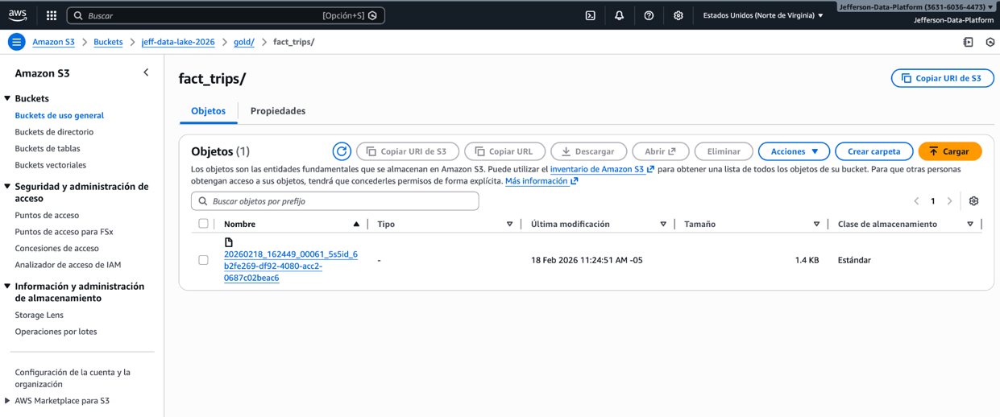 aws
Buscar [Opción+S]
Estados Unidos (Norte de Virginia)
Jefferson-Data-Platform (3631-6036-4473)
Jefferson-Data-Platform
Amazon S3 > Buckets > jeff-data-lake-2026 > gold/ > fact_trips/
Amazon S3
Buckets
Buckets de uso general
Buckets de directorio
Buckets de tablas
Buckets vectoriales
Seguridad y administración de
acceso
Puntos de acceso
Puntos de acceso para FSx
Concesiones de acceso
Analizador de acceso de IAM
Información y administración
de almacenamiento
Storage Lens
Operaciones por lotes
Configuración de la cuenta y la
organización
AWS Marketplace para S3
fact_trips/
Copiar URI de S3
Objetos Propiedades
Objetos (1)
Copiar URI de S3 Copiar URL Descargar Abrir Eliminar Acciones Crear carpeta Cargar
Los objetos son las entidades fundamentales que se almacenan en Amazon S3. Puede utilizar el inventario de Amazon S3 para obtener una lista de todos los objetos de su bucket. Para que otras personas
obtengan acceso a sus objetos, tendrá que concederles permisos de forma explícita. Más información
Buscar objetos por prefijo
1
Nombre Tipo Última modificación Tamaño Clase de almacenamiento
20260218_162449_00061_5s5id_6
b2fe269-df92-4080-acc2-
0687c02beac6
- 18 Feb 2026 11:24:51 AM -05 1.4 KB Estándar